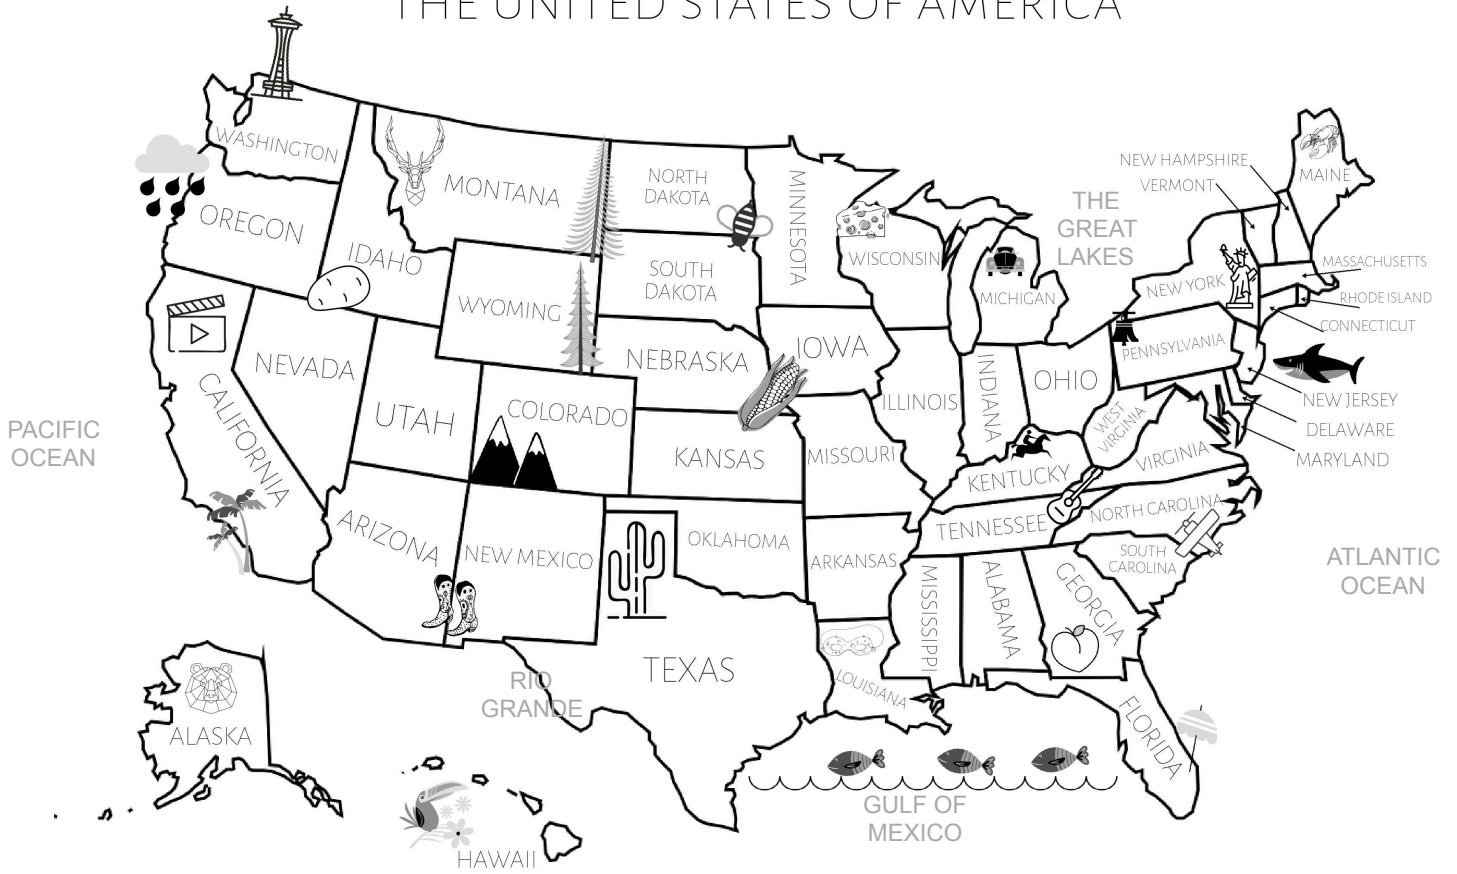 THE UNITED STATES OF AMERICA
WASHINGTON
OREGON
CALIFORNIA
NEVADA
IDAHO
MONTANA
WYOMING
UTAH
COLORADO
ARIZONA
NEW MEXICO
NORTH
DAKOTA
SOUTH
DAKOTA
NEBRASKA
KANSAS
OKLAHOMA
TEXAS
MINNESOTA
IOWA
MISSOURI
ARKANSAS
LOUISIANA
WISCONSIN
ILLINOIS
MICHIGAN
INDIANA
OHIO
KENTUCKY
TENNESSEE
MISSISSIPPI
ALABAMA
GEORGIA
FLORIDA
SOUTH
CAROLINA
NORTH CAROLINA
VIRGINIA
WEST
VIRGINIA
PENNSYLVANIA
NEW YORK
NEW HAMPSHIRE
VERMONT
MAINE
MASSACHUSETTS
RHODE ISLAND
CONNECTICUT
NEW JERSEY
DELAWARE
MARYLAND
ALASKA
HAWAII
THE
GREAT
LAKES
PACIFIC
OCEAN
ATLANTIC
OCEAN
RIO
GRANDE
GULF OF
MEXICO